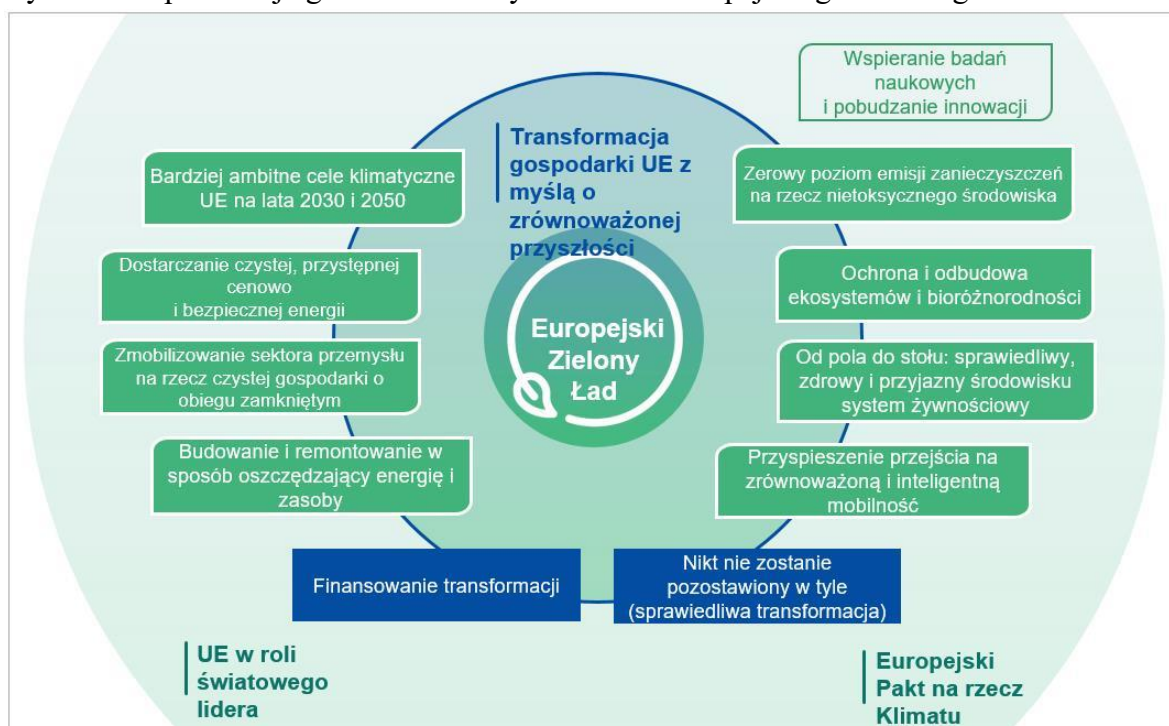 Wspieranie badań
naukowych
i pobudzanie innowacji
Transformacja
gospodarki UE z
myślą o
zrównoważonej
przyszłości
Bardziej ambitne cele klimatyczne
UE na lata 2030 i 2050
Zerowy poziom emisji zanieczyszczeń
na rzecz nietoksycznego środowiska
Dostarczanie czystej, przystępnej
cenowo
i bezpiecznej energii
Ochrona i odbudowa
ekosystemów i bioróżnorodności
Europejski
Zielony
Ład
Zmobilizowanie sektora przemysłu
na rzecz czystej gospodarki o
obiegu zamkniętym
Od pola do stołu: sprawiedliwy,
zdrowy i przyjazny środowisku
system żywnościowy
Budowanie i remontowanie w
sposób oszczędzający energię i
zasoby
Przyspieszenie przejścia na
zrównoważoną i inteligentną
mobilność
Finansowanie transformacji
Nikt nie zostanie
pozostawiony w tyle
(sprawiedliwa transformacja)
UE w roli
światowego
lidera
Europejski
Pakt na rzecz
Klimatu